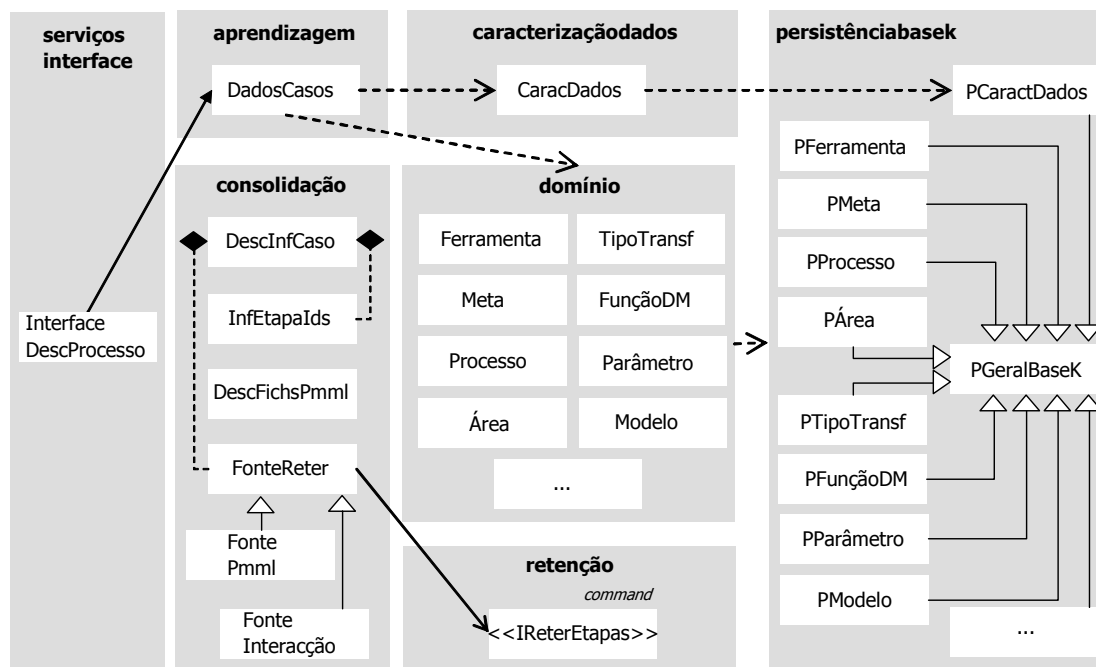 serviços
interface
Interface
DescProcesso
aprendizagem
DadosCasos
caracterizaçãodados
CaracDados
persistênciabasek
PCaractDados
PFerramenta
PMeta
PProcesso
PÁrea
PGeralBaseK
PTipoTransf
PFunçãoDM
PParâmetro
PModelo
...
consolidação
DescInfCaso
InfEtapaIds
DescFichsPmml
FonteReter
Fonte
Pmml
Fonte
Interacção
domínio
Ferramenta
TipoTransf
Meta
FunçãoDM
Processo
Parâmetro
Área
Modelo
...
retenção
command
<<IReterEtapas>>